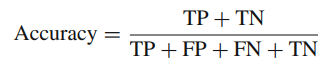 Accuracy = TP + TN / TP + FP + FN + TN